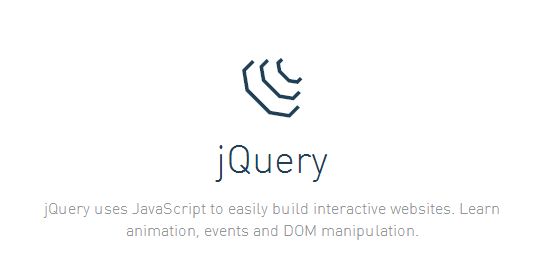 jQuery
jQuery uses JavaScript to easily build interactive websites. Learn
animation, events and DOM manipulation.